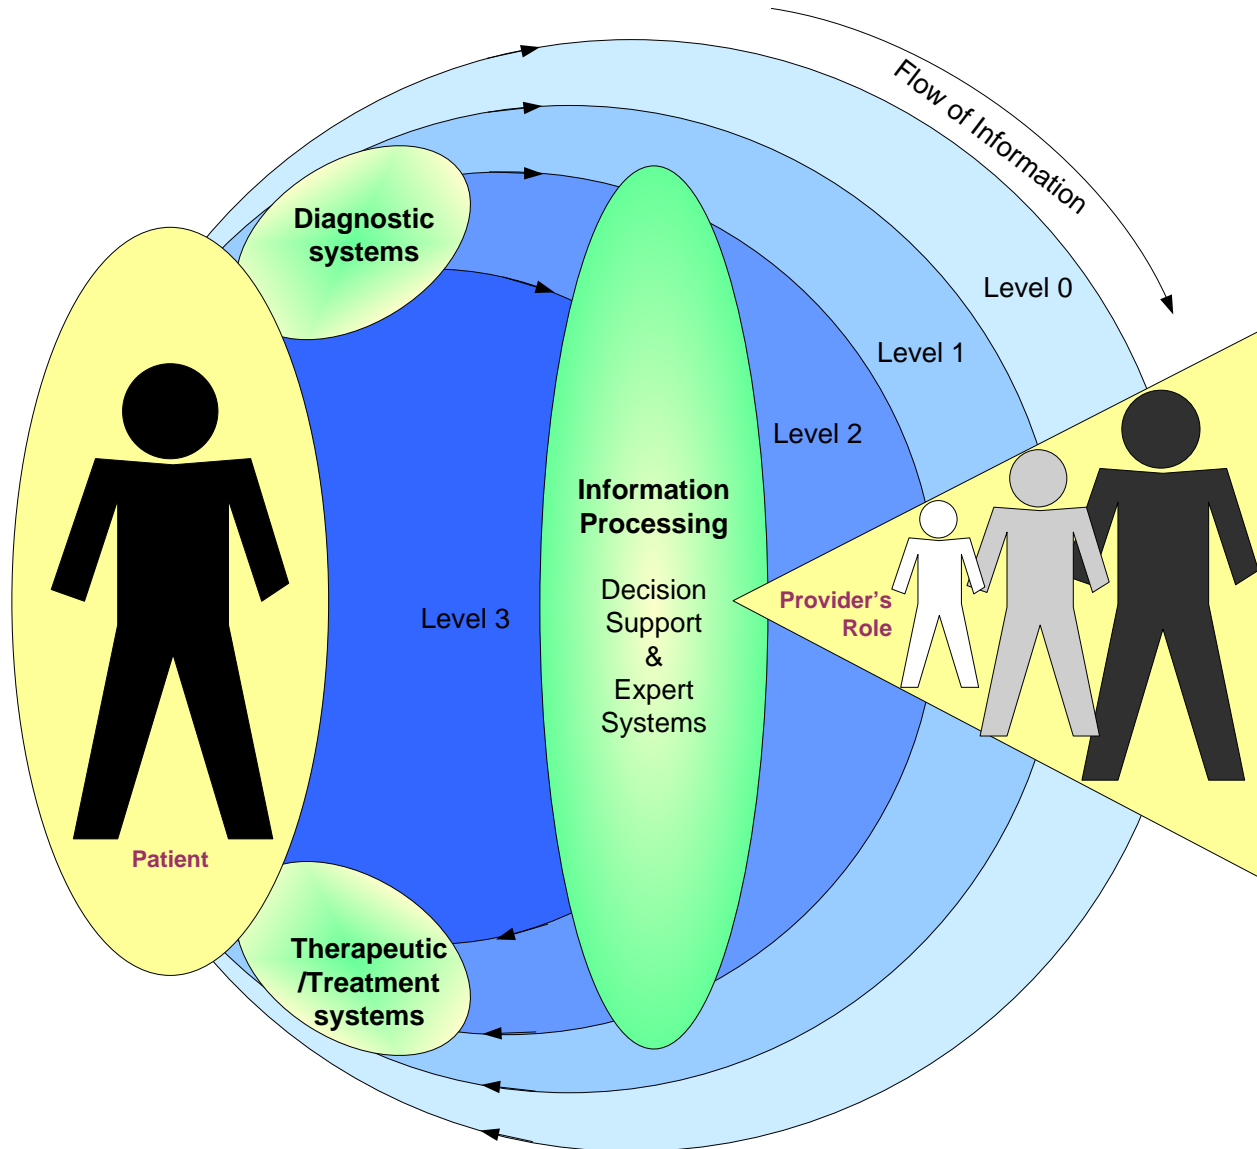 Flow of Information
Diagnostic
systems
Level 0
Level 1
Level 2
Information
Processing
Decision
Support
&
Expert
Systems
Level 3
Provider's
Role
Patient
Therapeutic
/Treatment
systems